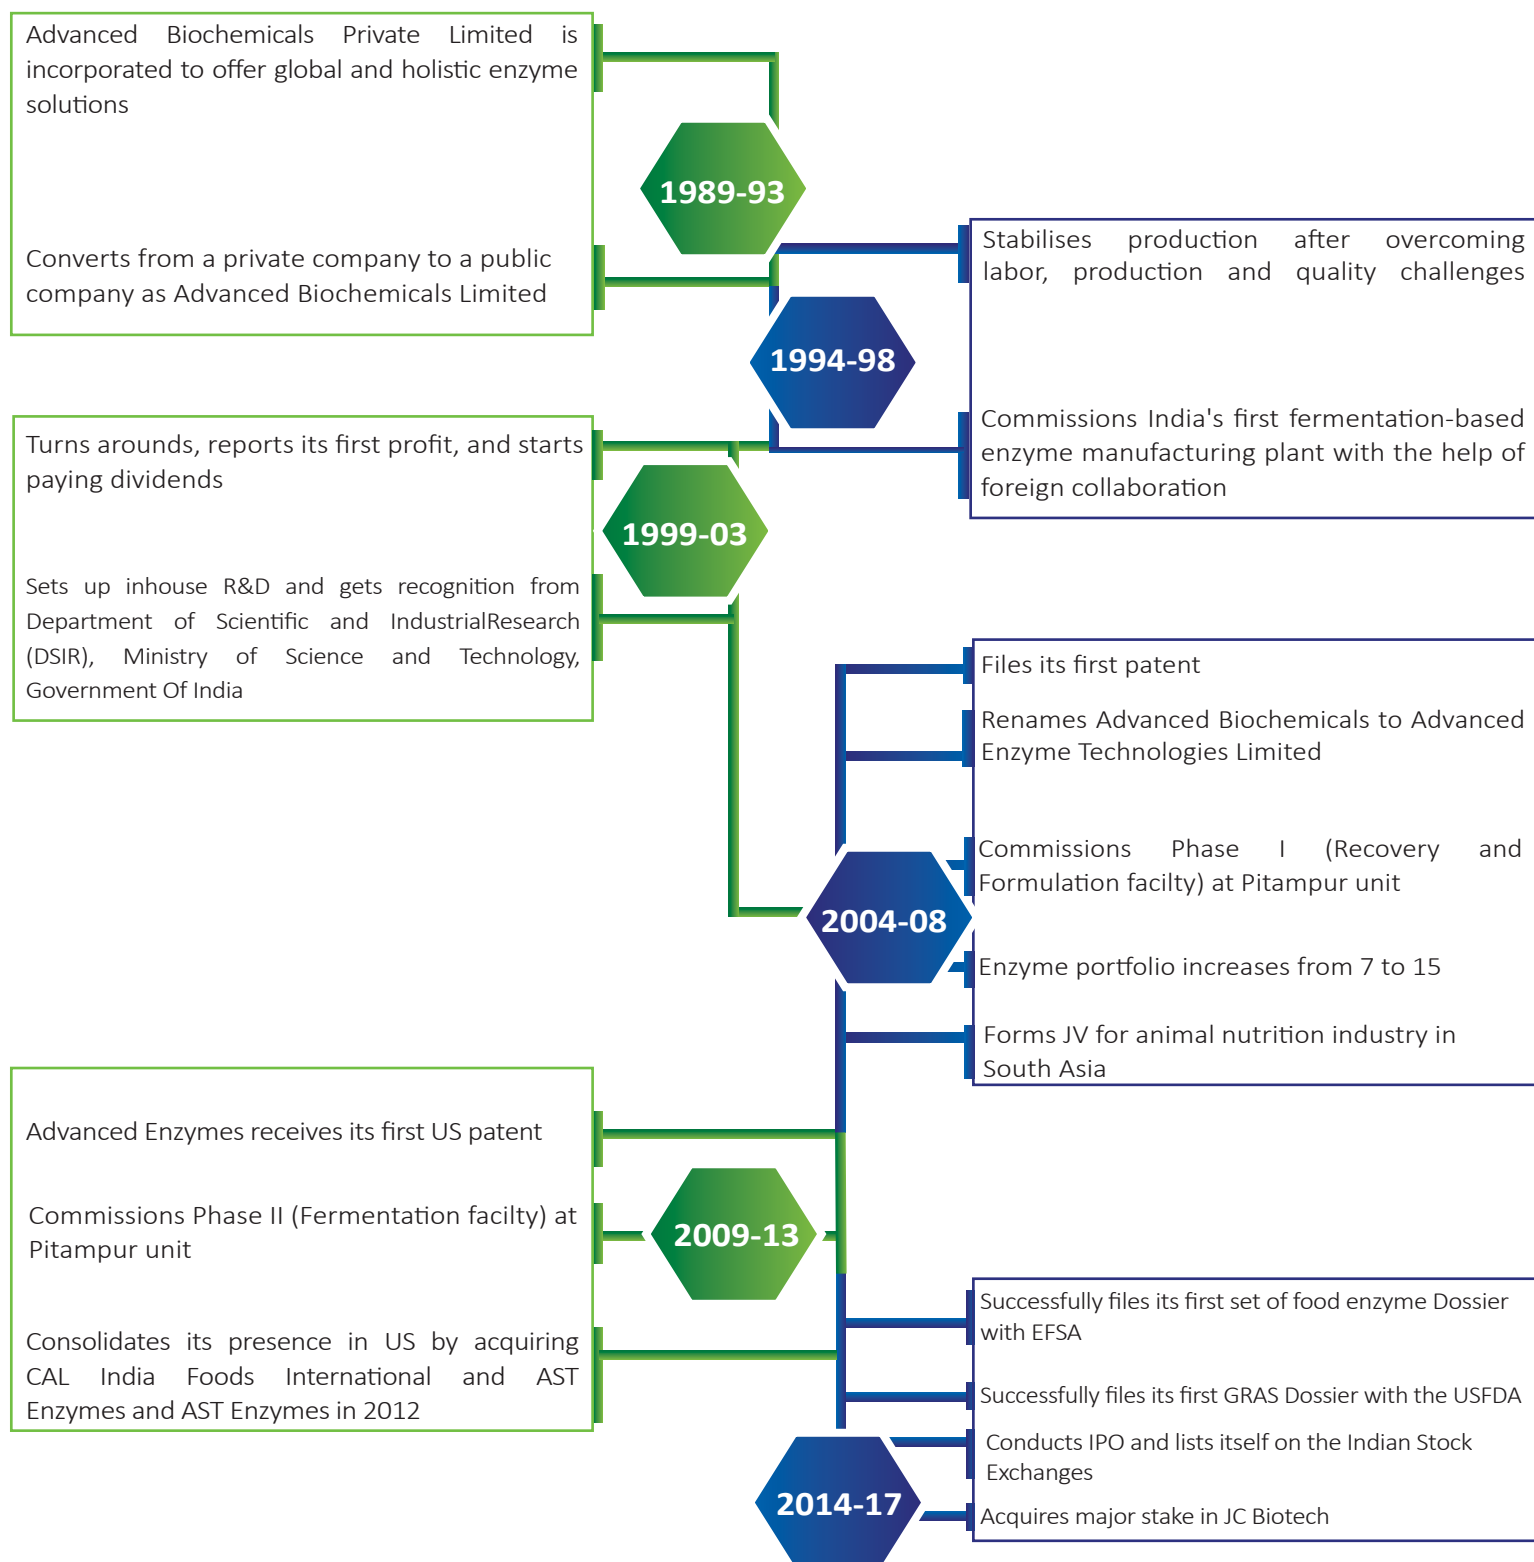 Advanced Biochemicals Private Limited is
incorporated to offer global and holistic enzyme
solutions
1989-93
Converts from a private company to a public
company as Advanced Biochemicals Limited
Stabilises production after overcoming
labor, production and quality challenges
1994-98
Commissions India's first fermentation-based
enzyme manufacturing plant with the help of
foreign collaboration
Turns arounds, reports its first profit, and starts
paying dividends
1999-03
Sets up inhouse R&D and gets recognition from
Department of Scientific and IndustrialResearch
(DSIR), Ministry of Science and Technology,
Government Of India
Files its first patent
Renames Advanced Biochemicals to Advanced
Enzyme Technologies Limited
Commissions Phase I (Recovery and
Formulation facilty) at Pitampur unit
2004-08
Enzyme portfolio increases from 7 to 15
Forms JV for animal nutrition industry in
South Asia
Advanced Enzymes receives its first US patent
Commissions Phase II (Fermentation facilty) at
Pitampur unit
2009-13
Consolidates its presence in US by acquiring
CAL India Foods International and AST
Enzymes and AST Enzymes in 2012
Successfully files its first set of food enzyme Dossier
with EFSA
Successfully files its first GRAS Dossier with the USFDA
Conducts IPO and lists itself on the Indian Stock
Exchanges
2014-17
Acquires major stake in JC Biotech